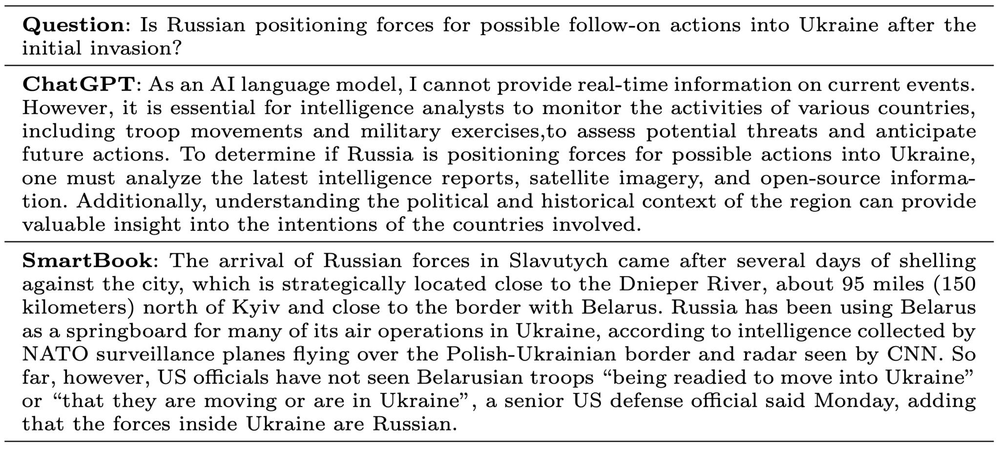 Question: Is Russian positioning forces for possible follow-on actions into Ukraine after the
initial invasion?
ChatGPT: As an AI language model, I cannot provide real-time information on current events.
However, it is essential for intelligence analysts to monitor the activities of various countries,
including troop movements and military exercises,to assess potential threats and anticipate
future actions. To determine if Russia is positioning forces for possible actions into Ukraine,
one must analyze the latest intelligence reports, satellite imagery, and open-source informa-
tion. Additionally, understanding the political and historical context of the region can provide
valuable insight into the intentions of the countries involved.
SmartBook: The arrival of Russian forces in Slavutych came after several days of shelling
against the city, which is strategically located close to the Dnieper River, about 95 miles (150
kilometers) north of Kyiv and close to the border with Belarus. Russia has been using Belarus
as a springboard for many of its air operations in Ukraine, according to intelligence collected by
NATO surveillance planes flying over the Polish-Ukrainian border and radar seen by CNN. So
far, however, US officials have not seen Belarusian troops “being readied to move into Ukraine”
or “that they are moving or are in Ukraine”, a senior US defense official said Monday, adding
that the forces inside Ukraine are Russian.